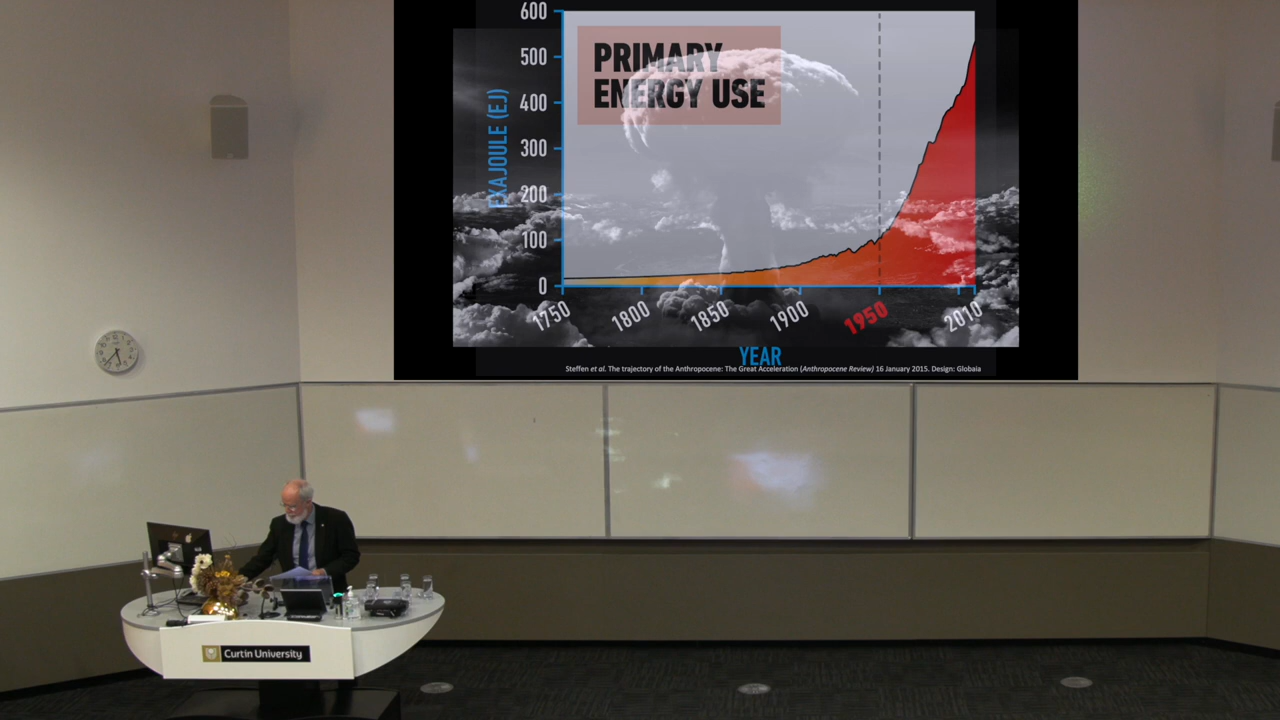 600
500
400
300
200
100
0
EXAJOULE (EJ)
PRIMARY
ENERGY USE
1750
1800
1850
1900
1950
2010
YEAR
Steffen et al. The trajectory of the Anthropocene: The Great Acceleration (Anthropocene Review) 16 January 2015. Design: Globaia
Curtin University